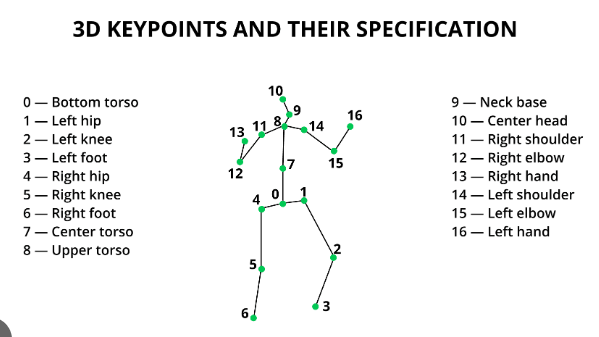 3D KEYPOINTS AND THEIR SPECIFICATION
0 — Bottom torso
1 — Left hip
2 — Left knee
3 — Left foot
4 — Right hip
5 — Right knee
6 — Right foot
7 — Center torso
8 — Upper torso
10
9
8
11
14
16
13
12
15
7
0
1
4
2
5
3
6
9 — Neck base
10 — Center head
11 — Right shoulder
12 — Right elbow
13 — Right hand
14 — Left shoulder
15 — Left elbow
16 — Left hand